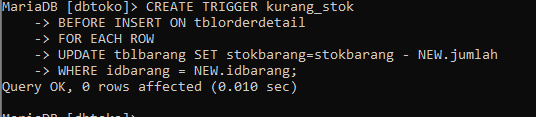 MariaDB [dbtoko]> CREATE TRIGGER kurang_stok
-> BEFORE INSERT ON tblorderdetail
-> FOR EACH ROW
-> UPDATE tblbarang SET stokbarang=stokbarang - NEW.jumlah
-> WHERE idbarang = NEW.idbarang;
Query OK, 0 rows affected (0.010 sec)
MariaDB [dbtoko]>